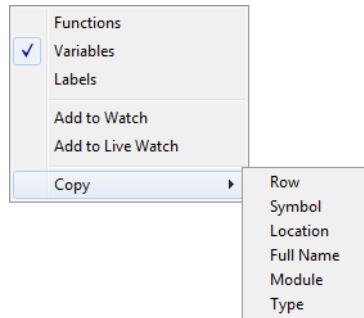 Functions
Variables
Labels
Add to Watch
Add to Live Watch
Copy
Row
Symbol
Location
Full Name
Module
Type